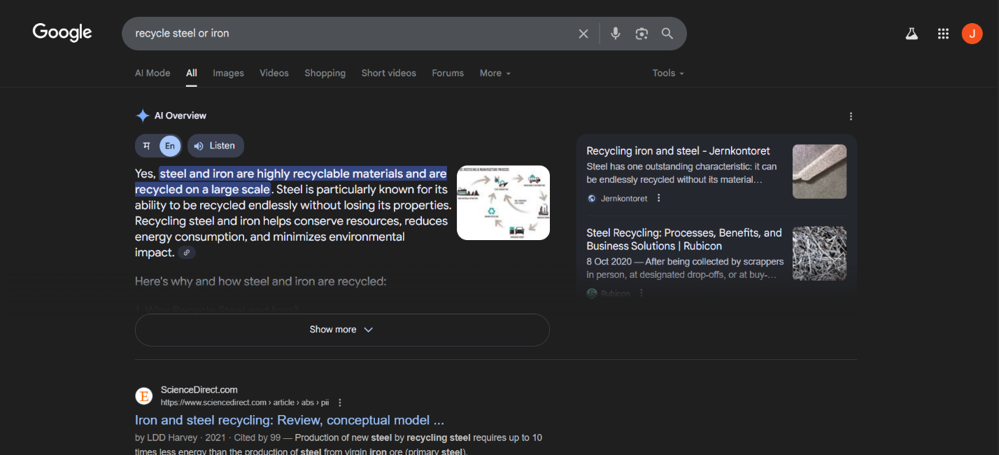 Google
recycle steel or iron
J
AI Mode
All
Images
Videos
Shopping
Short videos
Forums
More
Tools
AI Overview
म
En
Listen
Yes, steel and iron are highly recyclable materials and are
recycled on a large scale. Steel is particularly known for its
ability to be recycled endlessly without losing its properties.
Recycling steel and iron helps conserve resources, reduces
energy consumption, and minimizes environmental
impact.
Here's why and how steel and iron are recycled:
1. Why Recycle Steel and Iron?
Show more
Recycling iron and steel - Jernkontoret
Steel has one outstanding characteristic: it can
be endlessly recycled without its material…
Jernkontoret
Steel Recycling: Processes, Benefits, and
Business Solutions | Rubicon
8 Oct 2020 — After being collected by scrappers
in person, at designated drop-offs, or at buy-…
Rubicon
E
ScienceDirect.com
https://www.sciencedirect.com › article › abs › pii
Iron and steel recycling: Review, conceptual model ...
by LDD Harvey · 2021 · Cited by 99 — Production of new steel by recycling steel requires up to 10
times less energy than the production of steel from virgin iron ore (primary steel).